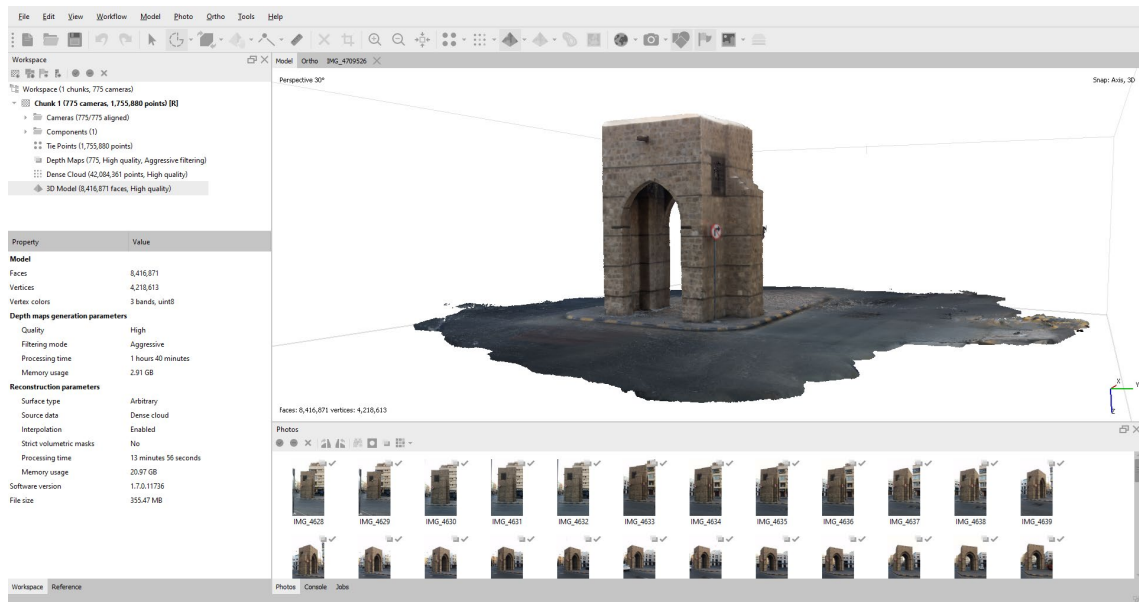 File Edit View Workflow Model Photo Ortho Tools Help
Workspace
Workspace (1 chunks, 775 cameras)
Chunk 1 (775 cameras, 1,755,880 points) [R]
Cameras (775/775 aligned)
Components (1)
Tie Points (1,755,880 points)
Depth Maps (775, High quality, Aggressive filtering)
Dense Cloud (42,084,361 points, High quality)
3D Model (8,416,871 faces, High quality)
Property Value
Model
Faces 8,416,871
Vertices 4,218,613
Vertex colors 3 bands, uint8
Depth maps generation parameters
Quality High
Filtering mode Aggressive
Processing time 1 hours 40 minutes
Memory usage 2.91 GB
Reconstruction parameters
Surface type Arbitrary
Source data Dense cloud
Interpolation Enabled
Strict volumetric masks No
Processing time 13 minutes 56 seconds
Memory usage 20.97 GB
Software version 1.7.0.11736
File size 355.47 MB
Workspace Reference
Model Ortho IMG_4709526
Perspective 30°
Snap: Axis, 3D
X
Y
Z
Faces: 8,416,871 vertices: 4,218,613
Photos
IMG_4628 IMG_4629 IMG_4630 IMG_4631 IMG_4632 IMG_4633 IMG_4634 IMG_4635 IMG_4636 IMG_4637 IMG_4638 IMG_4639
Photos Console Jobs